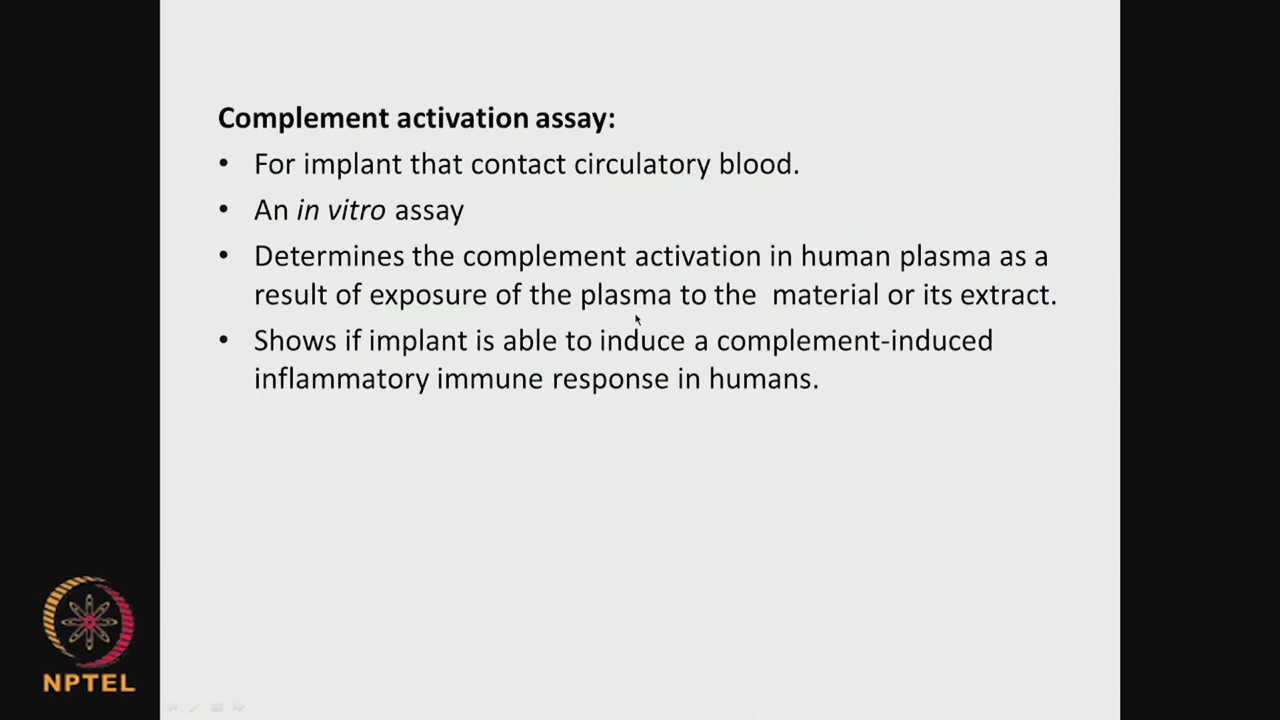 Complement activation assay:
• For implant that contact circulatory blood.
• An in vitro assay
• Determines the complement activation in human plasma as a
result of exposure of the plasma to the  material or its extract.
• Shows if implant is able to induce a complement-induced
inflammatory immune response in humans.
NPTEL